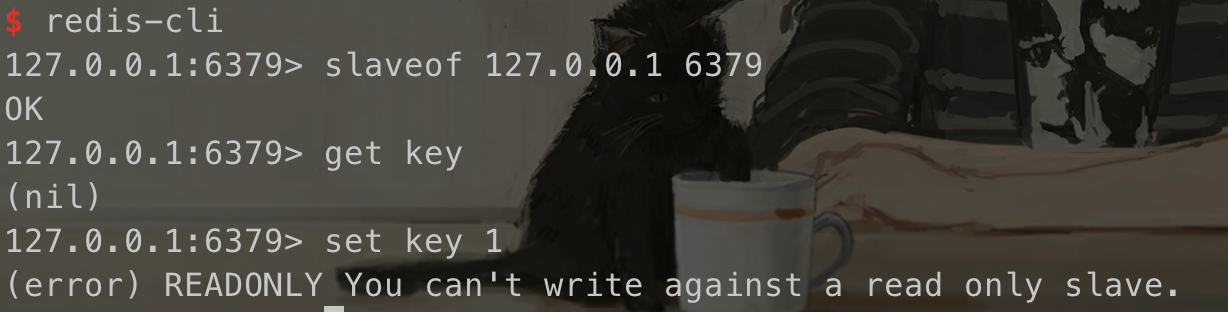 $ redis-cli
127.0.0.1:6379> slaveof 127.0.0.1 6379
OK
127.0.0.1:6379> get key
(nil)
127.0.0.1:6379> set key 1
(error) READONLY You can't write against a read only slave.